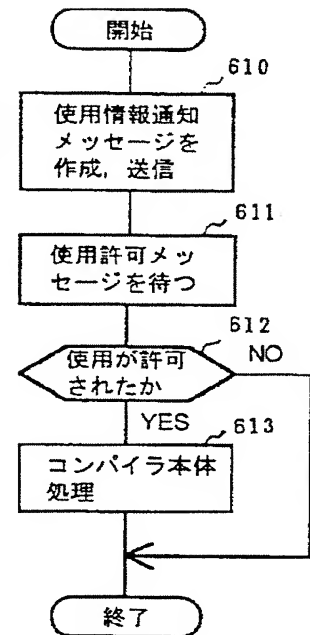 開始
610
使用情報通知
メッセージを
作成，送信
611
使用許可メッ
セージを待つ
612
使用が許可
されたか
NO
YES
613
コンパイラ本体
処理
終了